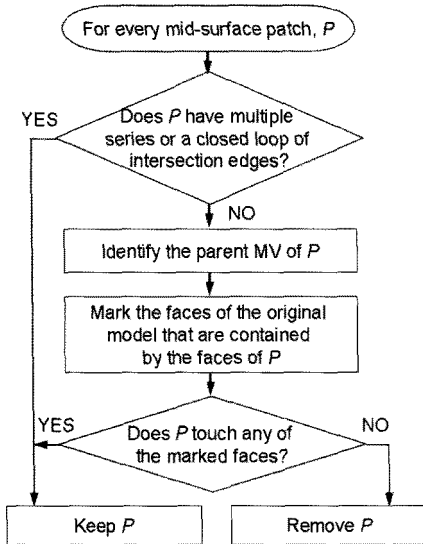 For every mid-surface patch, P
Does P have multiple
series or a closed loop of
intersection edges?
YES
NO
Identify the parent MV of P
Mark the faces of the original
model that are contained
by the faces of P
YES
NO
Does P touch any of
the marked faces?
Keep P
Remove P